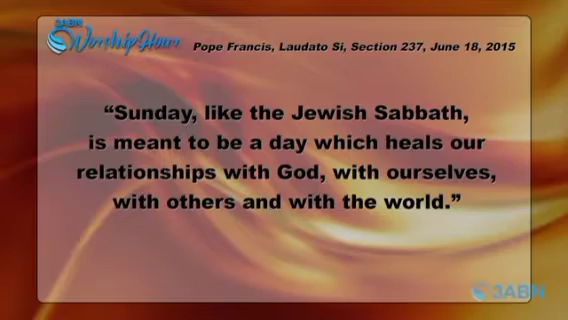 3ABN
Worship Hour
Pope Francis, Laudato Si, Section 237, June 18, 2015
“Sunday, like the Jewish Sabbath,
is meant to be a day which heals our
relationships with God, with ourselves,
with others and with the world.”
3ABN